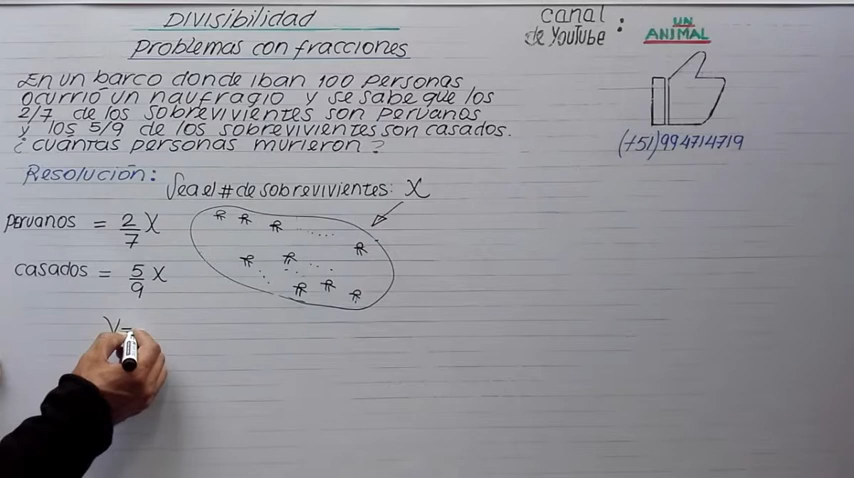 DIVISIBILIDAD
Problemas con fracciones
canal de YouTube:
UN ANIMAL
(+51)994714719
En un barco donde iban 100 personas
ocurrió un naufragio y se sabe que los
2/7 de los sobrevivientes son peruanos
y los 5/9 de los sobrevivientes son casados.
¿cuántas personas murieron?
Resolución:
Sea el # de sobrevivientes: X
peruanos = 2/7 X
casados = 5/9 X